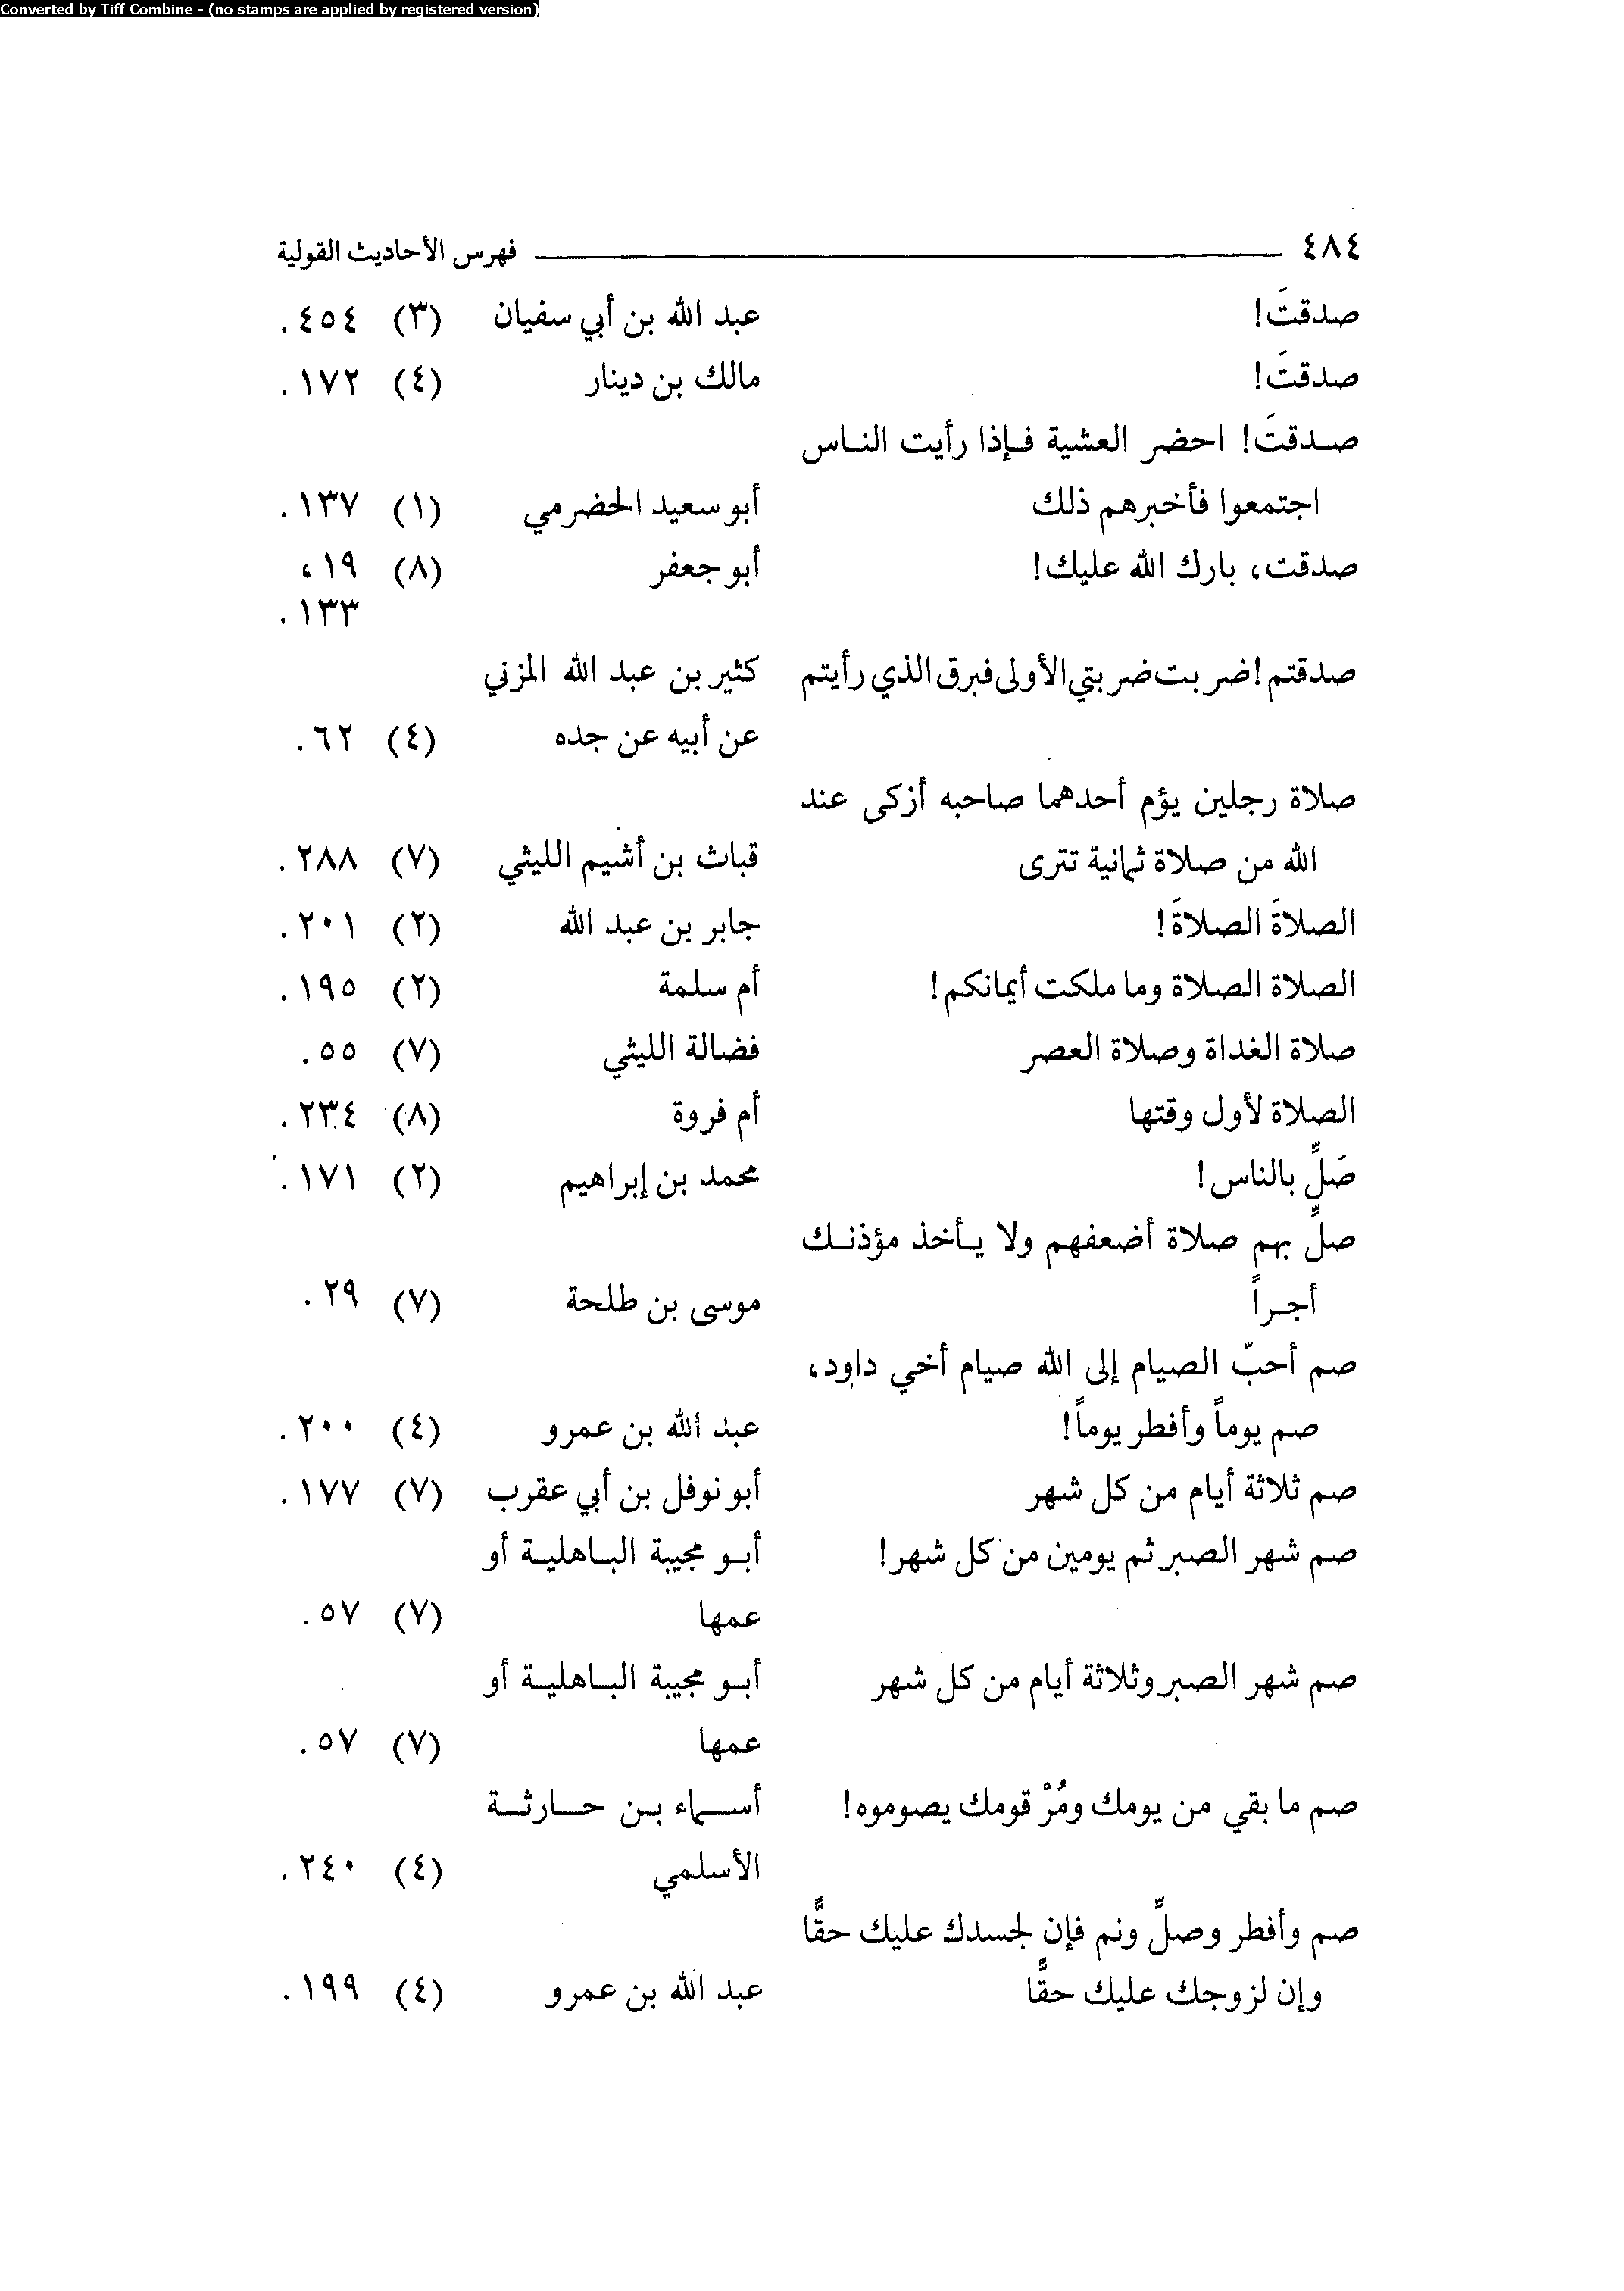 Converted by Tiff Combine - (no stamps are applied by registered version)
٤٨٤ فهرس الأحاديث القولية
صدقتَ! عبد الله بن أبي سفيان (٣) ٤٥٤.
صدقتَ! مالك بن دينار (٤) ١٧٢.
صدقتَ! احضر العشية فإذا رأيت الناس
اجتمعوا فأخبرهم ذلك أبو سعيد الحضرمي (١) ١٣٧.
صدقت، بارك الله عليك! أبو جعفر (٨) ١٩،
١٣٣.
صدقتم! ضربت ضربتي الأولى فبرق الذي رأيتم كثير بن عبد الله المزني
عن أبيه عن جده (٤) ٦٢.
صلاة رجلين يؤم أحدهما صاحبه أزكى عند
الله من صلاة ثمانية تترى قباث بن أشيم الليثي (٧) ٢٨٨.
الصلاةَ الصلاةَ! جابر بن عبد الله (٢) ٢٠١.
الصلاة الصلاة وما ملكت أيمانكم! أم سلمة (٢) ١٩٥.
صلاة الغداة وصلاة العصر فضالة الليثي (٧) ٥٥.
الصلاة لأول وقتها أم فروة (٨) ٢٣٤.
صَلِّ بالناس! محمد بن إبراهيم (٢) ١٧١.
صلِّ بهم صلاة أضعفهم ولا يأخذ مؤذنك
أجراً موسى بن طلحة (٧) ٢٩.
صم أحبّ الصيام إلى الله صيام أخي داود،
صم يوماً وأفطر يوماً! عبد الله بن عمرو (٤) ٢٠٠.
صم ثلاثة أيام من كل شهر أبو نوفل بن أبي عقرب (٧) ١٧٧.
صم شهر الصبر ثم يومين من كل شهر! أبو مجيبة الباهلية أو
عمها (٧) ٥٧.
صم شهر الصبر وثلاثة أيام من كل شهر أبو مجيبة الباهلية أو
عمها (٧) ٥٧.
صم ما بقي من يومك ومُرْ قومك يصوموه! أسماء بن حارثة
الأسلمي (٤) ٢٤٠.
صم وأفطر وصلِّ ونم فإن لجسدك عليك حقًّا
وإن لزوجك عليك حقًّا عبد الله بن عمرو (٤) ١٩٩.